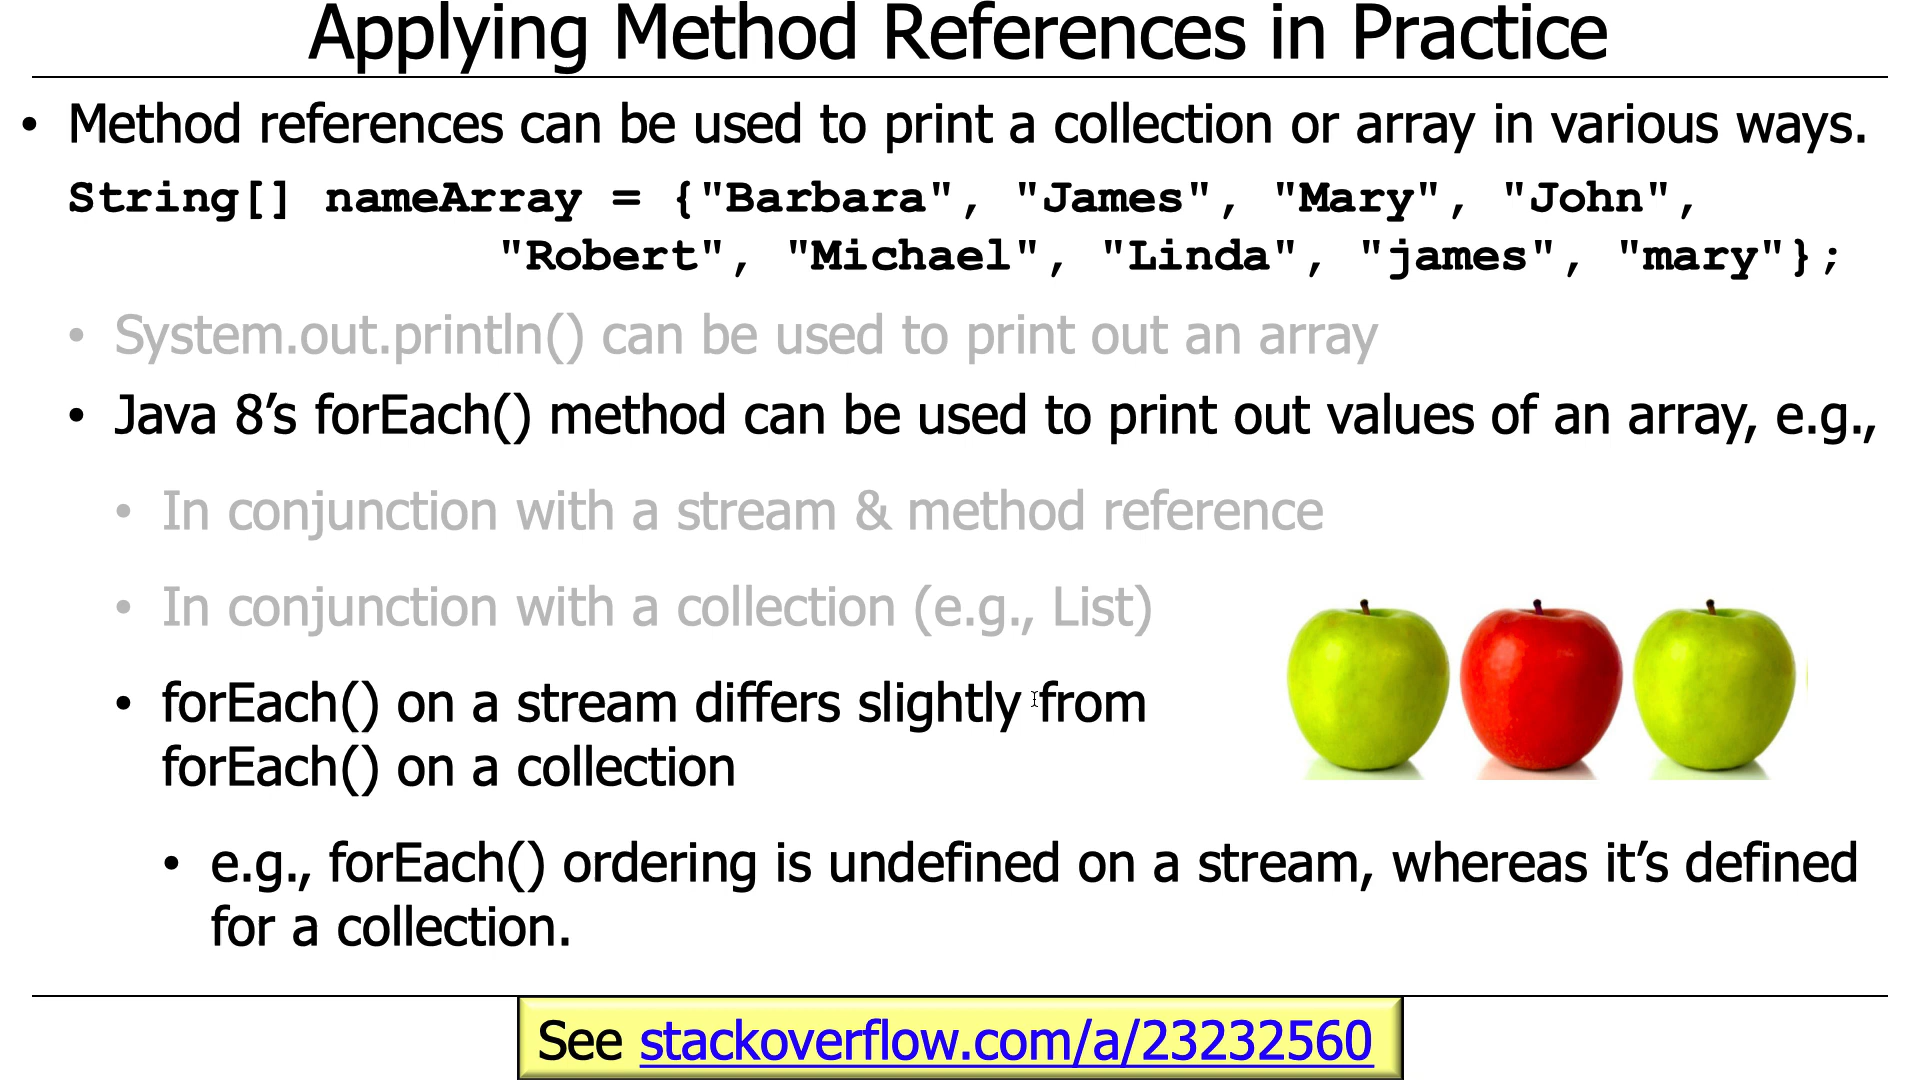 Applying Method References in Practice
• Method references can be used to print a collection or array in various ways.
String[] nameArray = {"Barbara", "James", "Mary", "John",
"Robert", "Michael", "Linda", "james", "mary"};
• System.out.println() can be used to print out an array
• Java 8’s forEach() method can be used to print out values of an array, e.g.,
• In conjunction with a stream & method reference
• In conjunction with a collection (e.g., List)
• forEach() on a stream differs slightly from
forEach() on a collection
• e.g., forEach() ordering is undefined on a stream, whereas it’s defined
for a collection.
See stackoverflow.com/a/23232560